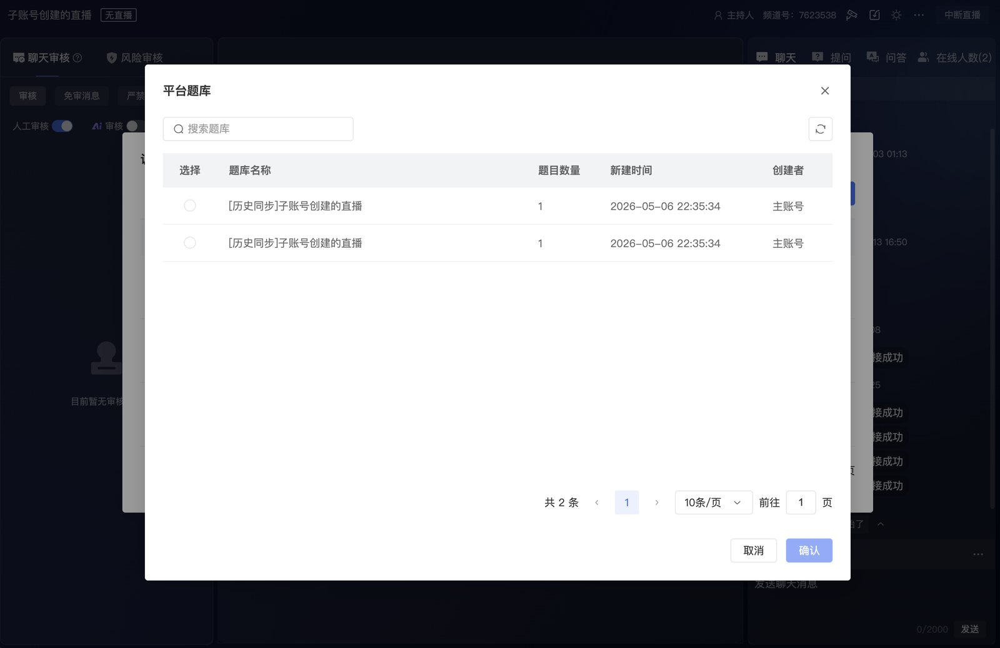 子账号创建的直播 无直播
主持人 频道号：7623538 中断直播
聊天审核 风险审核
聊天 提问 问答 在线人数(2)
审核 免审消息 严禁
人工审核 Ai 审核
平台题库
搜索题库
选择 题库名称 题目数量 新建时间 创建者
[历史同步]子账号创建的直播 1 2026-05-06 22:35:34 主账号
[历史同步]子账号创建的直播 1 2026-05-06 22:35:34 主账号
共 2 条 1 10条/页 前往 1 页
取消 确认
目前暂无审核
03 01:13
13 16:50
08
接成功
25
接成功
接成功
接成功
接成功
页
始了
发送聊天消息
0/2000 发送